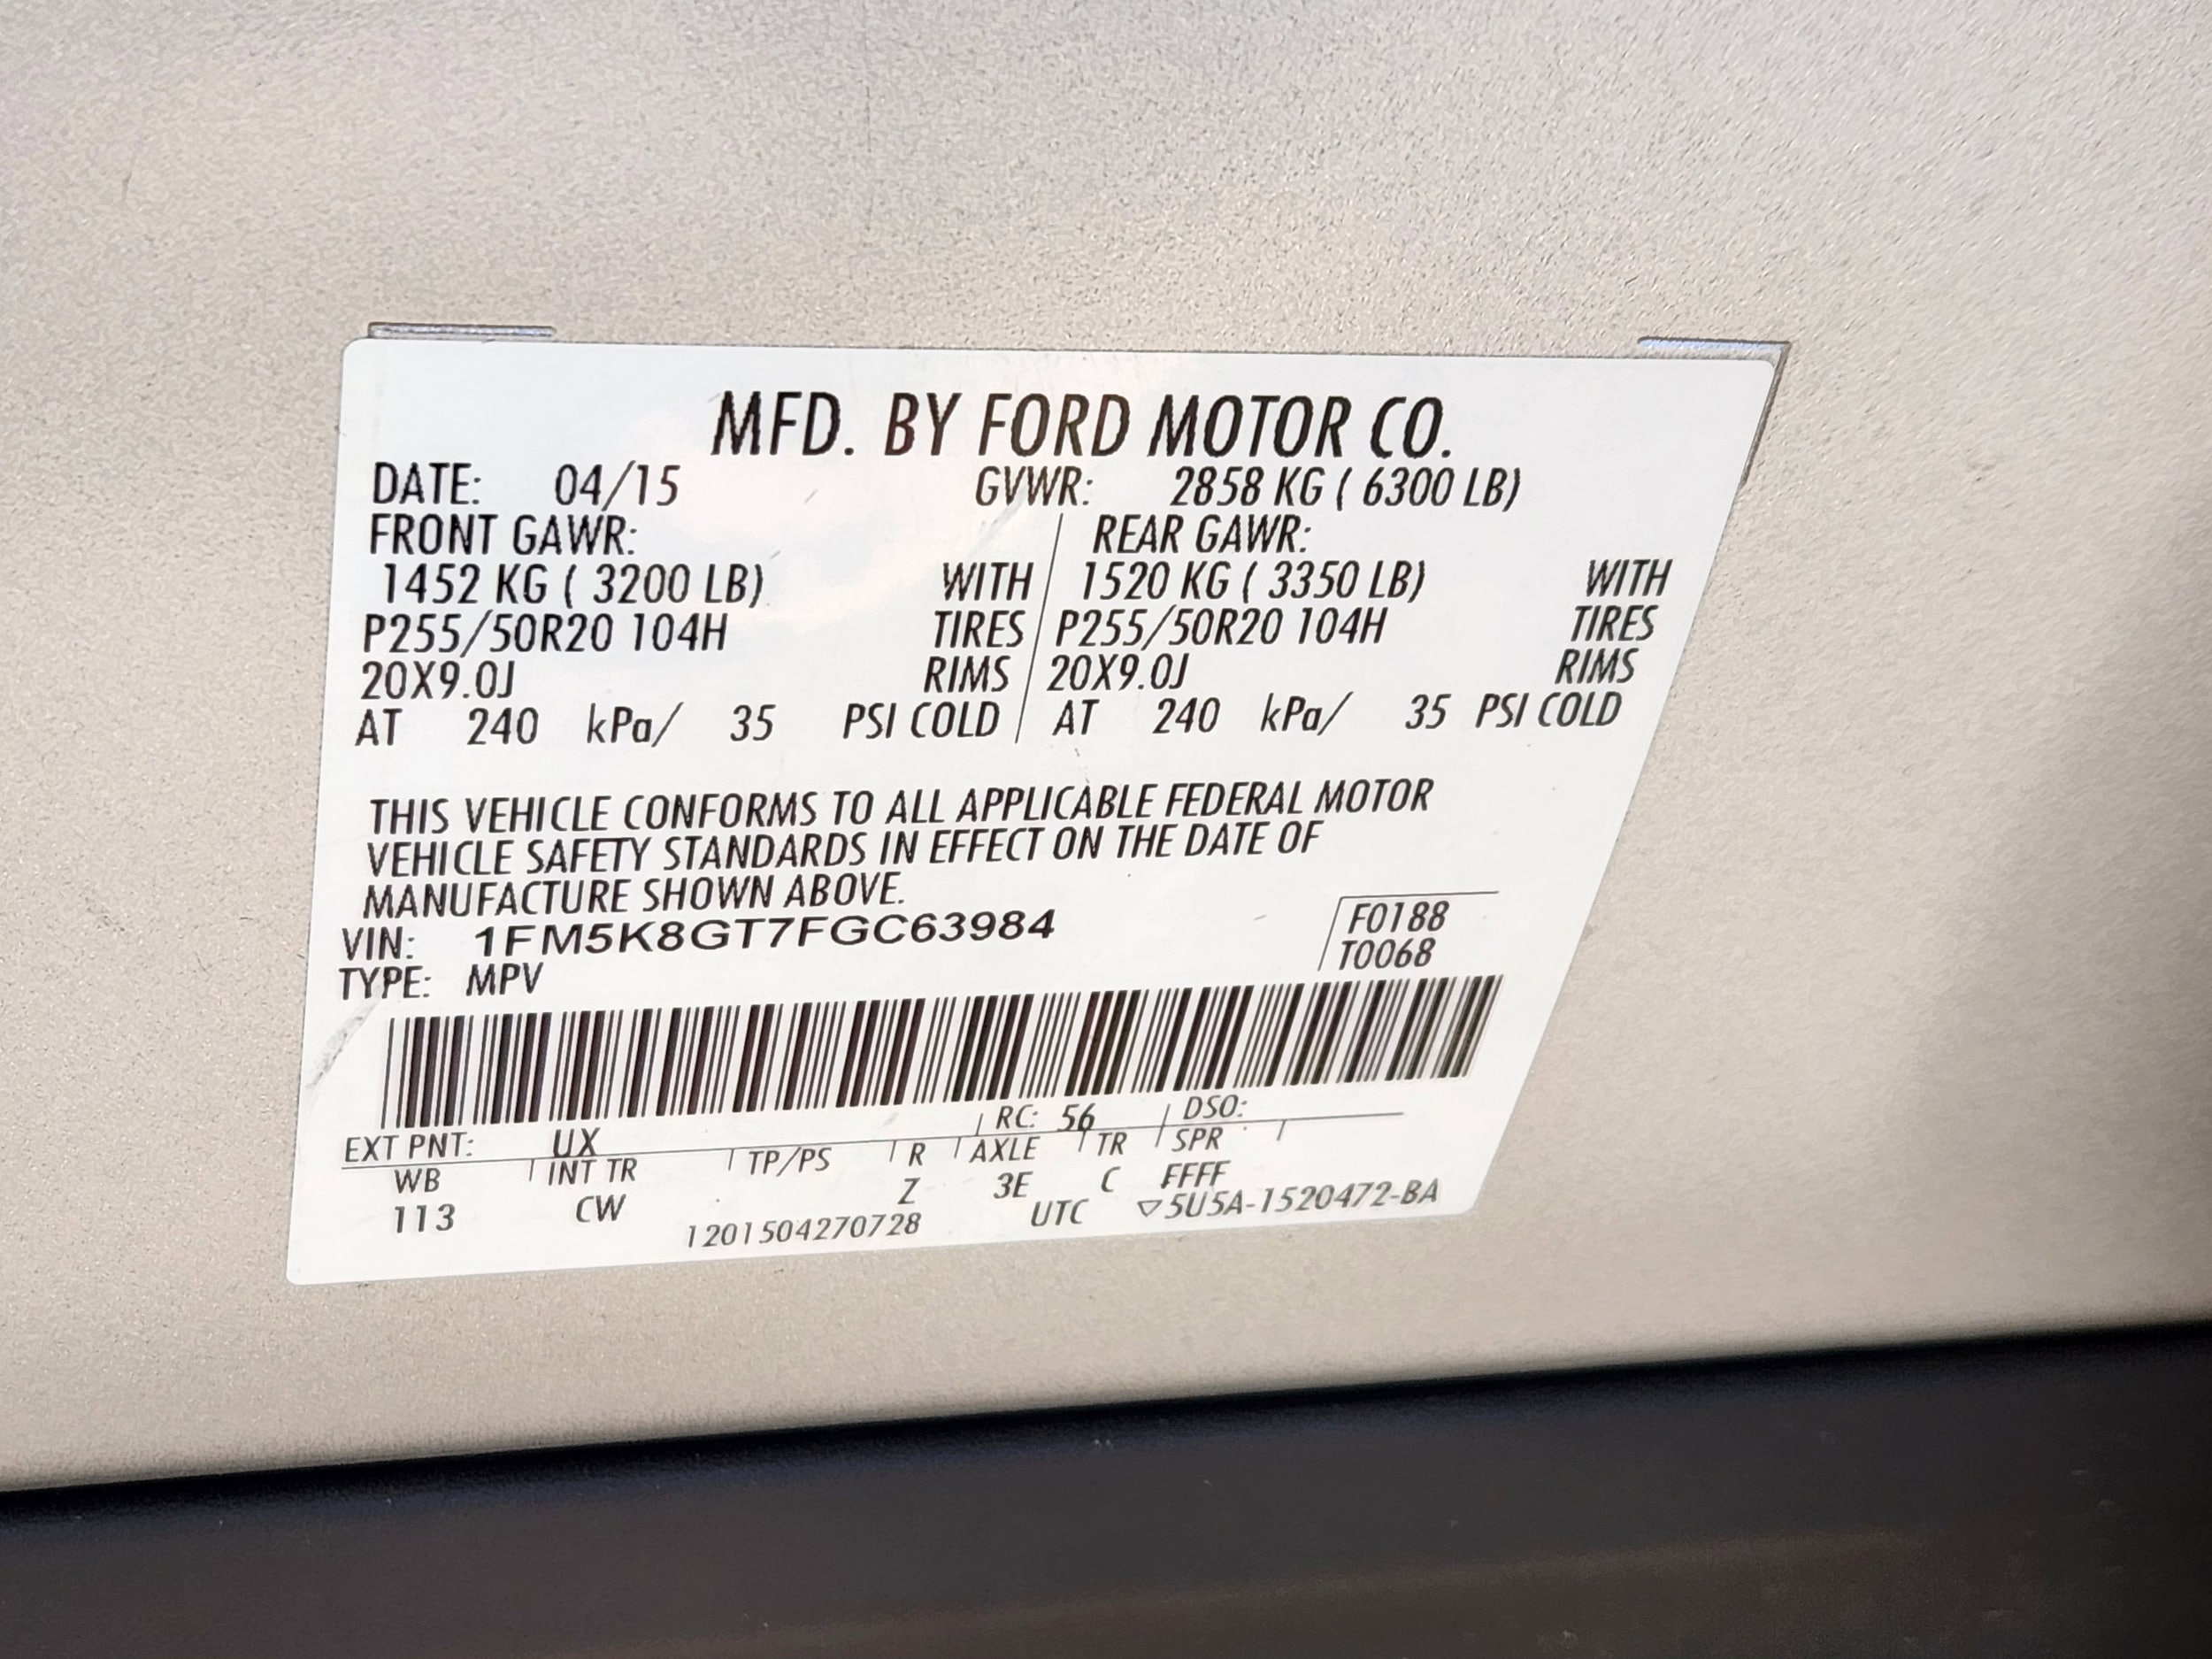 MFD. BY FORD MOTOR CO.
DATE: 04/15 GVWR: 2858 KG ( 6300 LB)
FRONT GAWR: REAR GAWR:
1452 KG ( 3200 LB) WITH 1520 KG ( 3350 LB) WITH
P255/50R20 104H TIRES P255/50R20 104H TIRES
20X9.0J RIMS 20X9.0J RIMS
AT 240 kPa/ 35 PSI COLD AT 240 kPa/ 35 PSI COLD
THIS VEHICLE CONFORMS TO ALL APPLICABLE FEDERAL MOTOR
VEHICLE SAFETY STANDARDS IN EFFECT ON THE DATE OF
MANUFACTURE SHOWN ABOVE.
VIN: 1FM5K8GT7FGC63984 F0188
TYPE: MPV T0068
EXT PNT: UX RC: 56 DSO:
WB INT TR TP/PS R AXLE TR SPR
113 CW Z 3E C FFFF
1201504270728 UTC ▽5U5A-1520472-BA